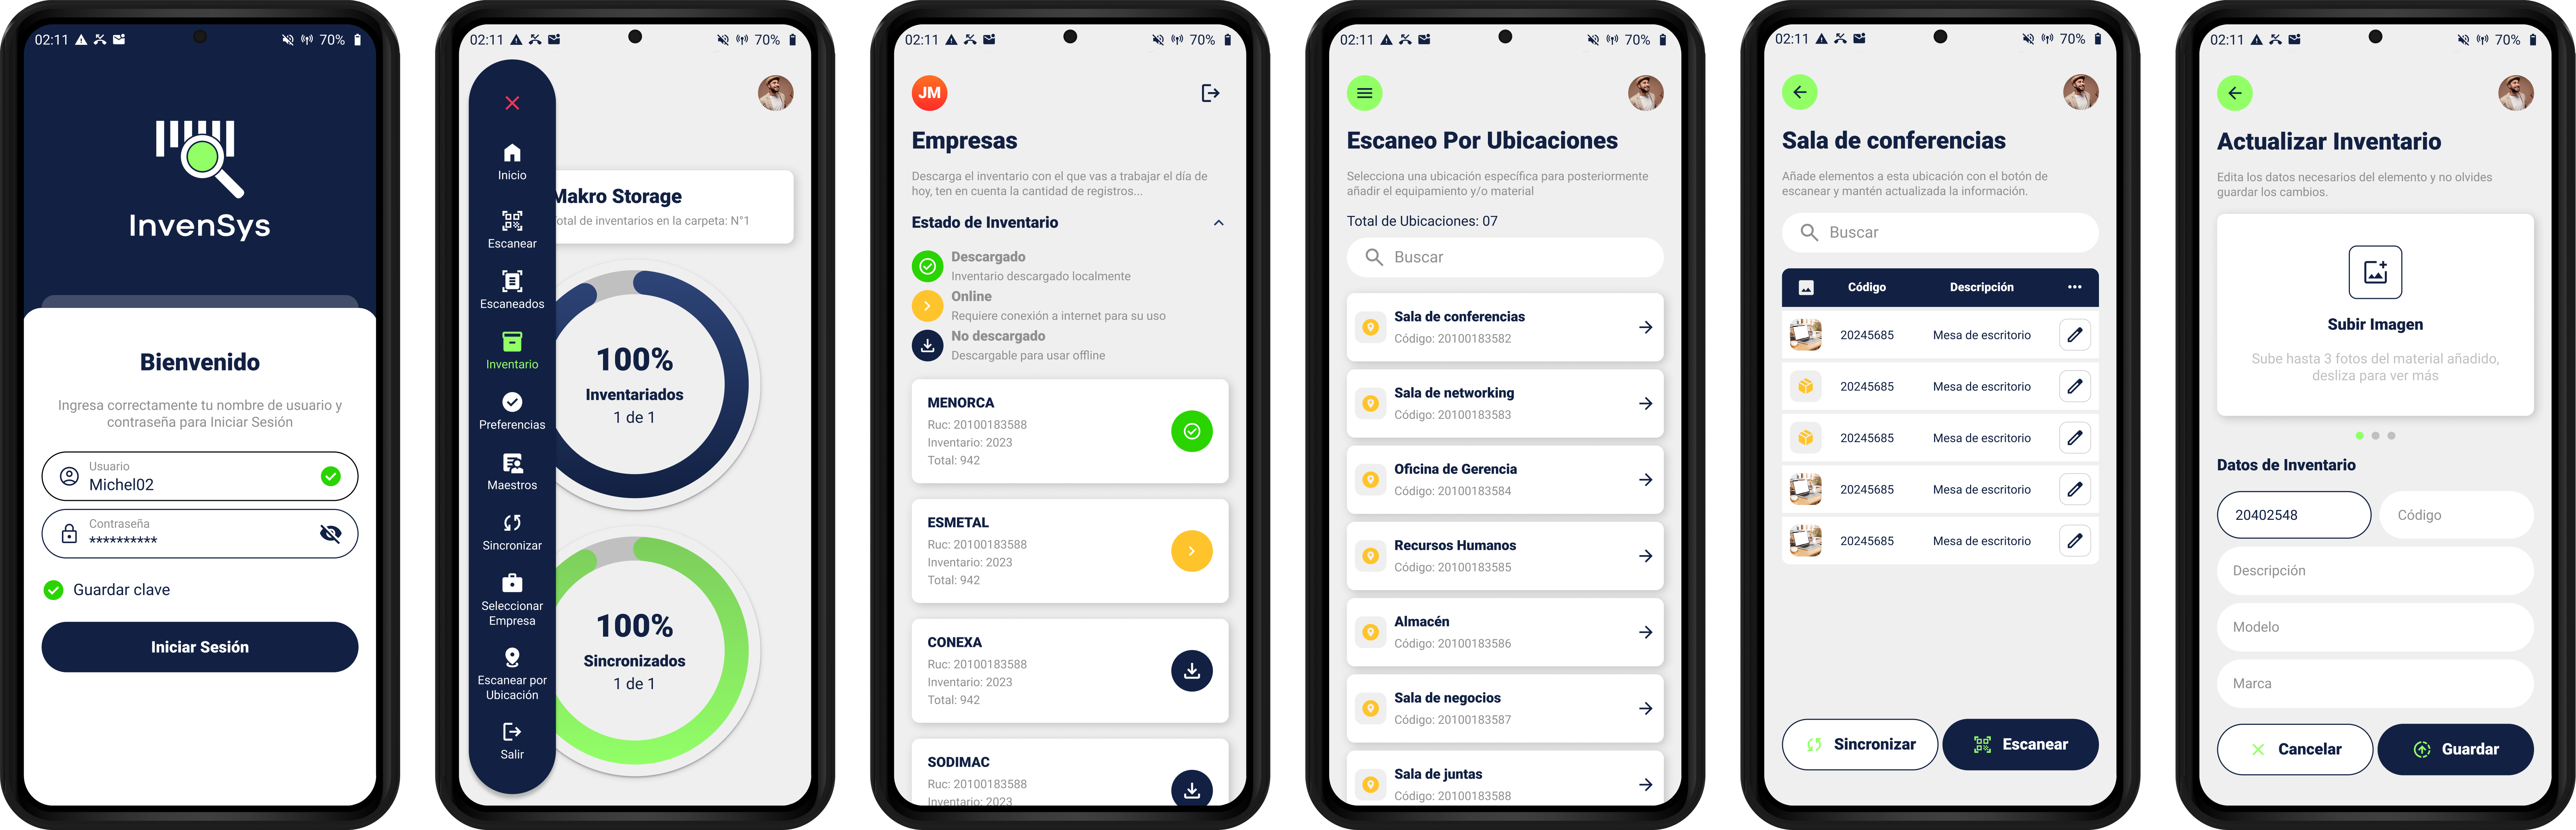 02:11
70%
InvenSys
Bienvenido
Ingresa correctamente tu nombre de usuario y
contraseña para Iniciar Sesión
Usuario
Michel02
Contraseña
**********
Guardar clave
Iniciar Sesión
02:11
70%
Inicio
Escanear
Escaneados
Inventario
Preferencias
Maestros
Sincronizar
Seleccionar
Empresa
Escanear por
Ubicación
Salir
Makro Storage
Total de inventarios en la carpeta: N°1
100%
Inventariados
1 de 1
100%
Sincronizados
1 de 1
02:11
70%
JM
Empresas
Descarga el inventario con el que vas a trabajar el día de
hoy, ten en cuenta la cantidad de registros...
Estado de Inventario
Descargado
Inventario descargado localmente
Online
Requiere conexión a internet para su uso
No descargado
Descargable para usar offline
MENORCA
Ruc: 20100183588
Inventario: 2023
Total: 942
ESMETAL
Ruc: 20100183588
Inventario: 2023
Total: 942
CONEXA
Ruc: 20100183588
Inventario: 2023
Total: 942
SODIMAC
Ruc: 20100183588
Inventario: 2023
02:11
70%
Escaneo Por Ubicaciones
Selecciona una ubicación específica para posteriormente
añadir el equipamiento y/o material
Total de Ubicaciones: 07
Buscar
Sala de conferencias
Código: 20100183582
Sala de networking
Código: 20100183583
Oficina de Gerencia
Código: 20100183584
Recursos Humanos
Código: 20100183585
Almacén
Código: 20100183586
Sala de negocios
Código: 20100183587
Sala de juntas
Código: 20100183588
02:11
70%
Sala de conferencias
Añade elementos a esta ubicación con el botón de
escanear y mantén actualizada la información.
Buscar
Código Descripción
20245685 Mesa de escritorio
20245685 Mesa de escritorio
20245685 Mesa de escritorio
20245685 Mesa de escritorio
20245685 Mesa de escritorio
Sincronizar
Escanear
02:11
70%
Actualizar Inventario
Edita los datos necesarios del elemento y no olvides
guardar los cambios.
Subir Imagen
Sube hasta 3 fotos del material añadido,
desliza para ver más
Datos de Inventario
20402548
Código
Descripción
Modelo
Marca
Cancelar
Guardar